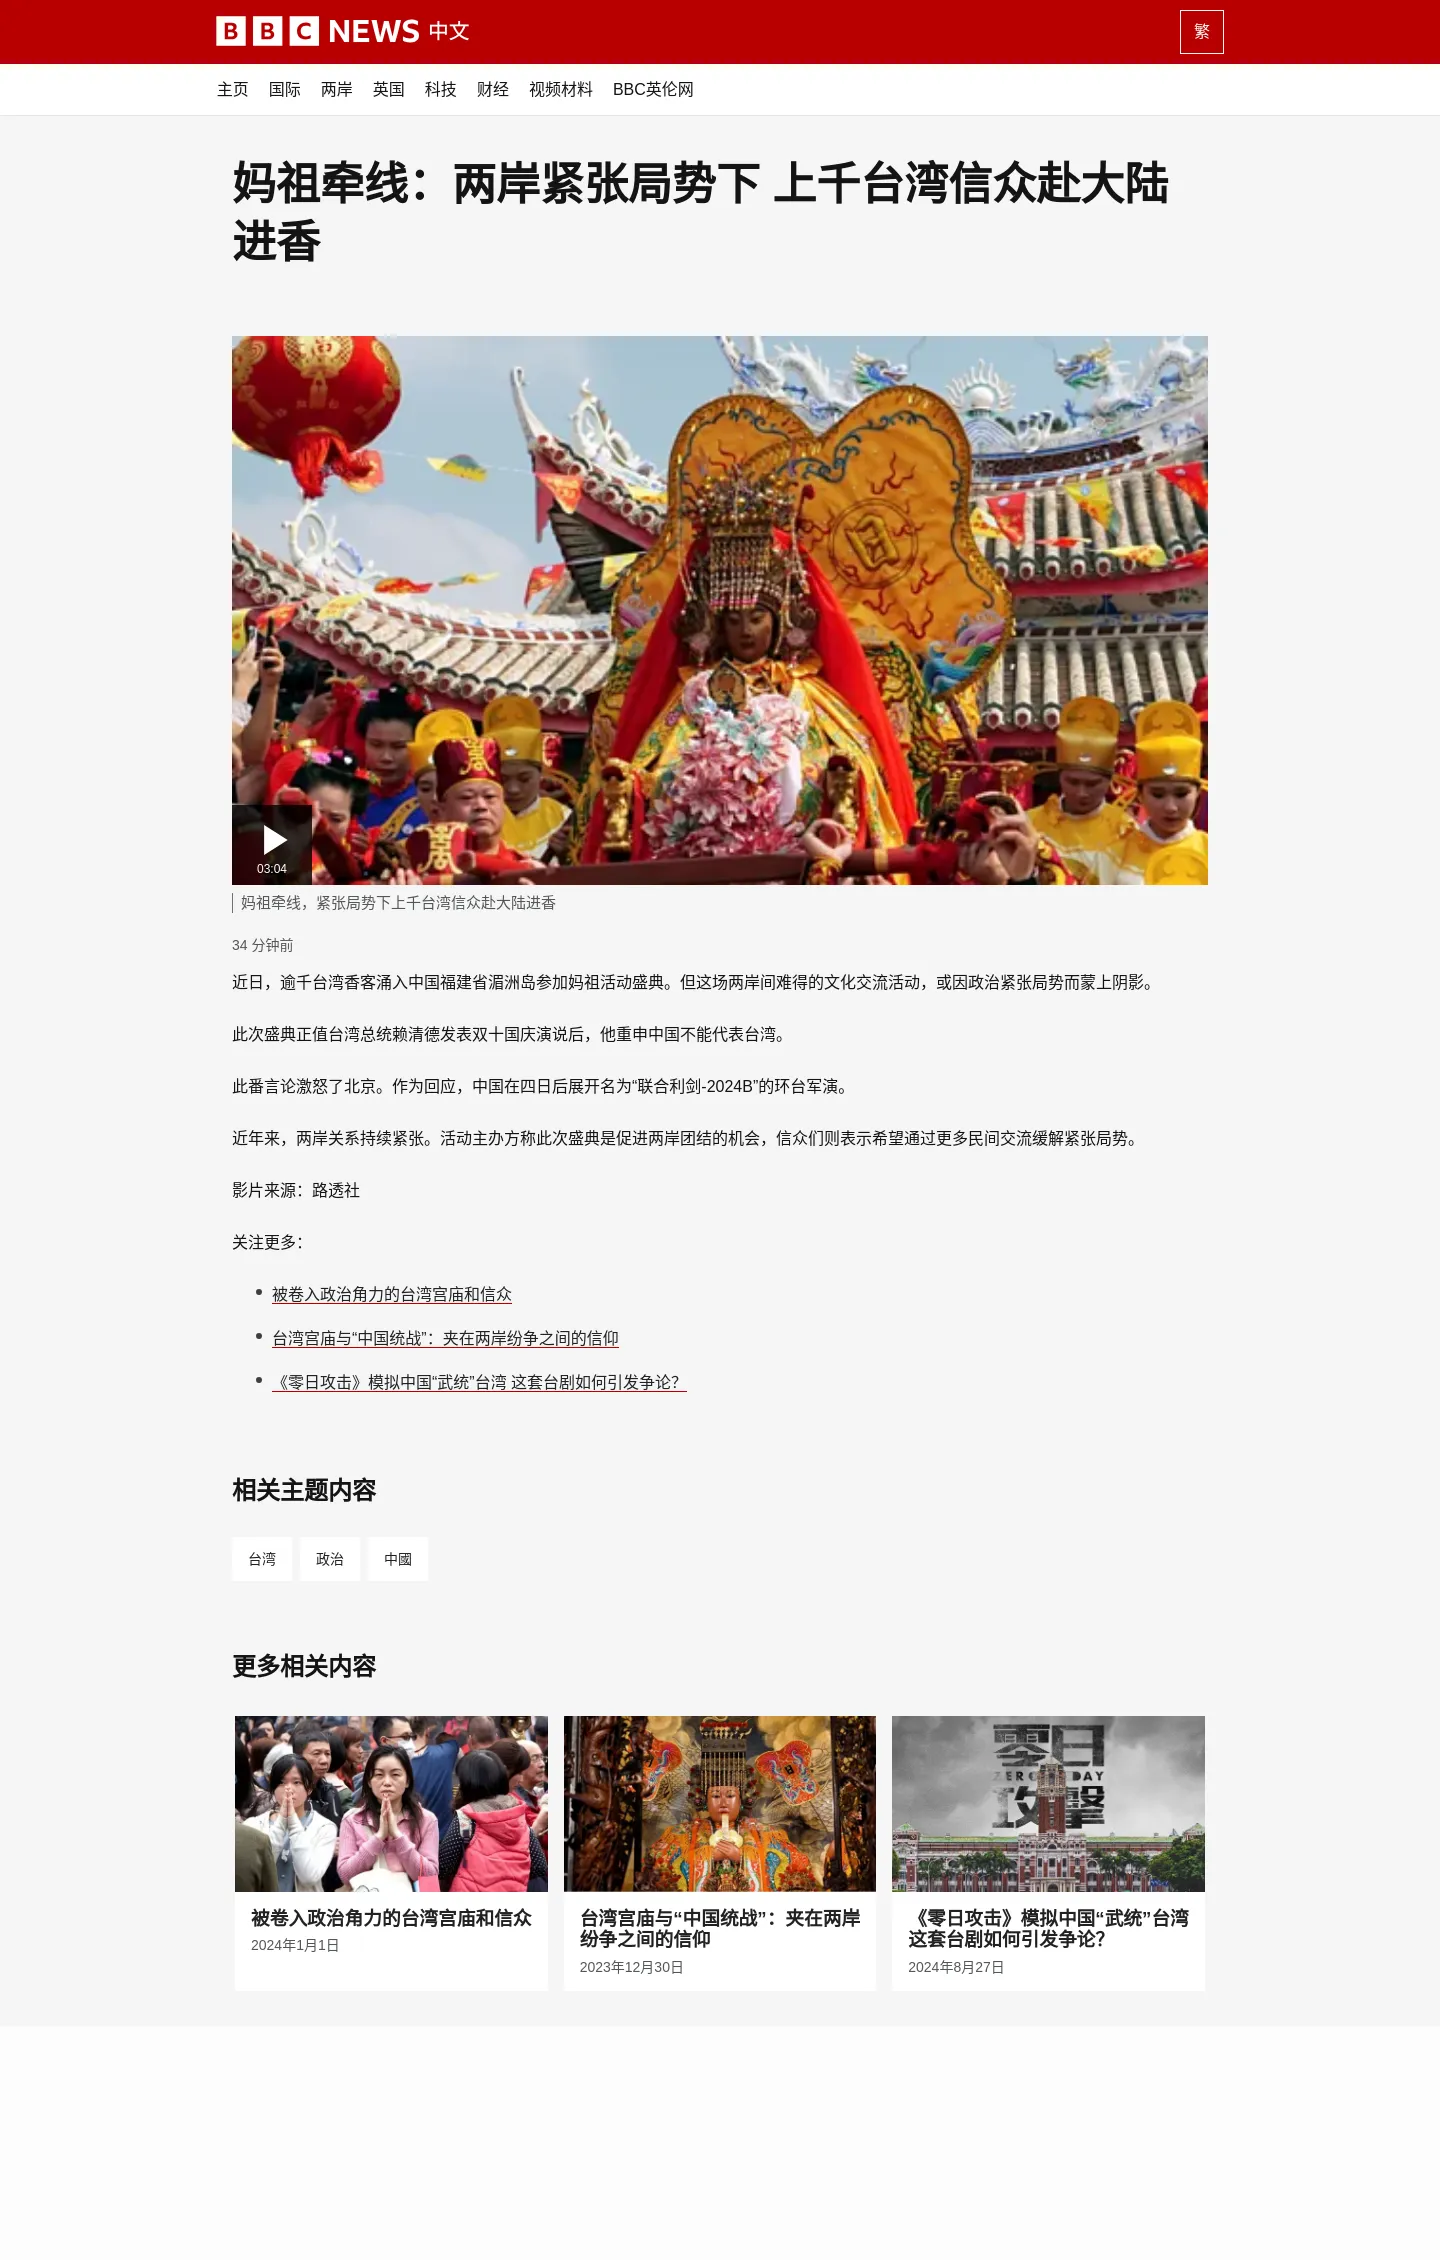 BBC NEWS 中文
繁
主页 国际 两岸 英国 科技 财经 视频材料 BBC英伦网
妈祖牵线：两岸紧张局势下 上千台湾信众赴大陆
进香
03:04
妈祖牵线，紧张局势下上千台湾信众赴大陆进香
34 分钟前
近日，逾千台湾香客涌入中国福建省湄洲岛参加妈祖活动盛典。但这场两岸间难得的文化交流活动，或因政治紧张局势而蒙上阴影。
此次盛典正值台湾总统赖清德发表双十国庆演说后，他重申中国不能代表台湾。
此番言论激怒了北京。作为回应，中国在四日后展开名为“联合利剑-2024B”的环台军演。
近年来，两岸关系持续紧张。活动主办方称此次盛典是促进两岸团结的机会，信众们则表示希望通过更多民间交流缓解紧张局势。
影片来源：路透社
关注更多：
被卷入政治角力的台湾宫庙和信众
台湾宫庙与“中国统战”：夹在两岸纷争之间的信仰
《零日攻击》模拟中国“武统”台湾 这套台剧如何引发争论？
相关主题内容
台湾 政治 中國
更多相关内容
被卷入政治角力的台湾宫庙和信众
2024年1月1日
台湾宫庙与“中国统战”：夹在两岸
纷争之间的信仰
2023年12月30日
零日
ZERO DAY
攻擊
《零日攻击》模拟中国“武统”台湾
这套台剧如何引发争论？
2024年8月27日